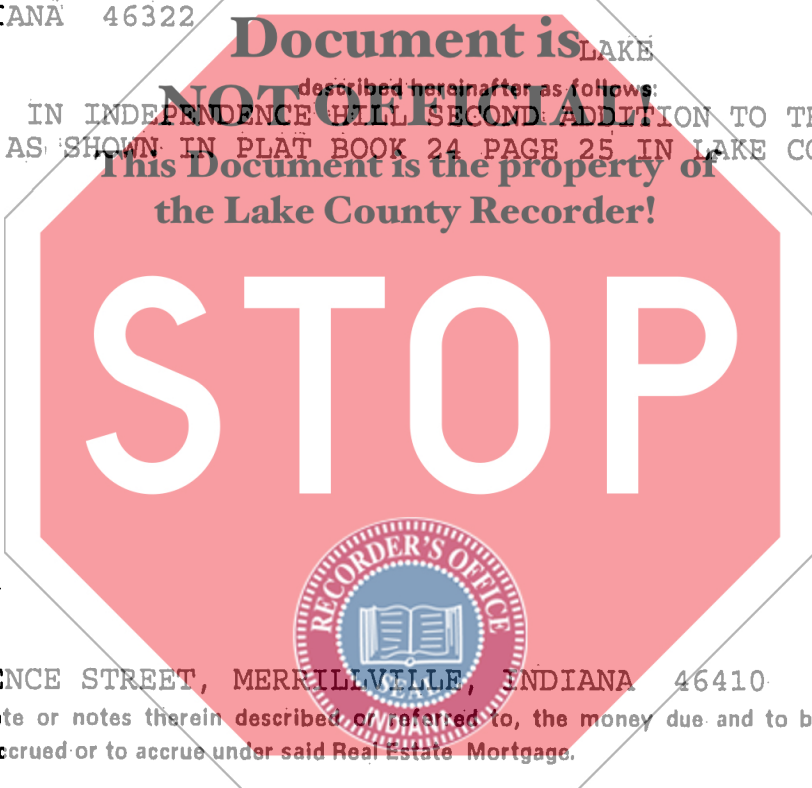 IANA 46322
Document is
LAKE
described hereinafter as follows:
NOT OFFICIAL!
IN INDEPENDENCE HILL SECOND ADDITION TO
AS SHOWN IN PLAT BOOK 24 PAGE 25 IN LAKE CO
This Document is the property of
the Lake County Recorder!
STOP
RECORDER'S OFFICE
SEAL
INDIANA
NCE STREET, MERRILLVILLE, INDIANA 46410
te or notes therein described or referred to, the money due and to b
ccrued or to accrue under said Real Estate Mortgage.